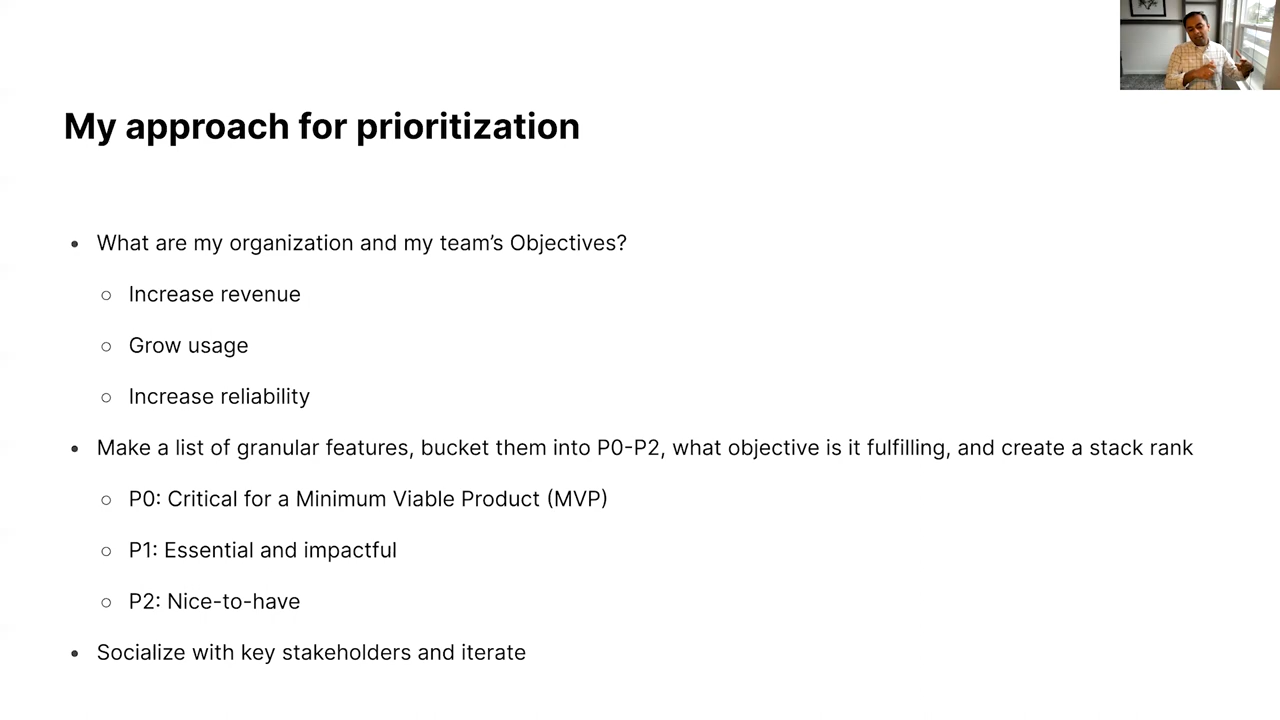 My approach for prioritization
• What are my organization and my team’s Objectives?
○ Increase revenue
○ Grow usage
○ Increase reliability
• Make a list of granular features, bucket them into P0-P2, what objective is it fulfilling, and create a stack rank
○ P0: Critical for a Minimum Viable Product (MVP)
○ P1: Essential and impactful
○ P2: Nice-to-have
• Socialize with key stakeholders and iterate